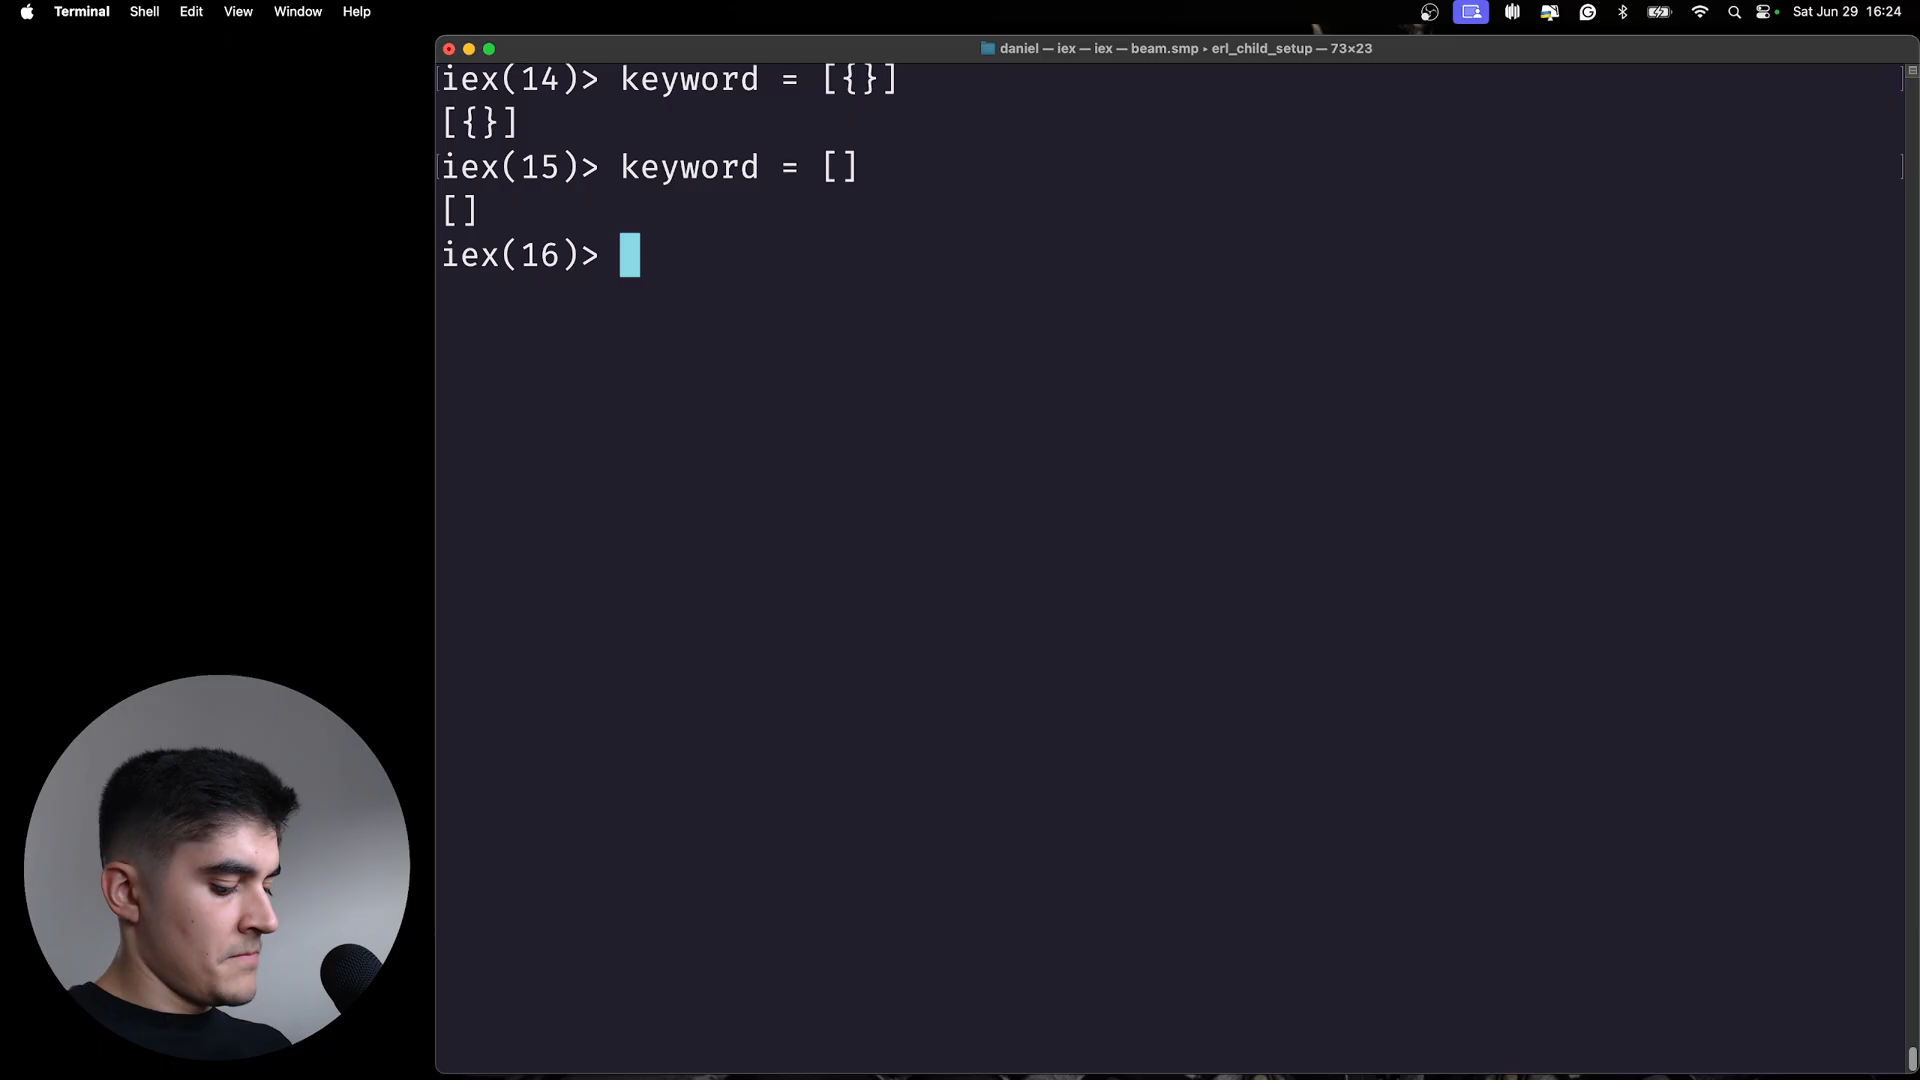 Terminal Shell Edit View Window Help Sat Jun 29 16:24
daniel — iex — iex — beam.smp ▸ erl_child_setup — 73×23
iex(14)> keyword = [{}]
[{}]
iex(15)> keyword = []
[]
iex(16)>